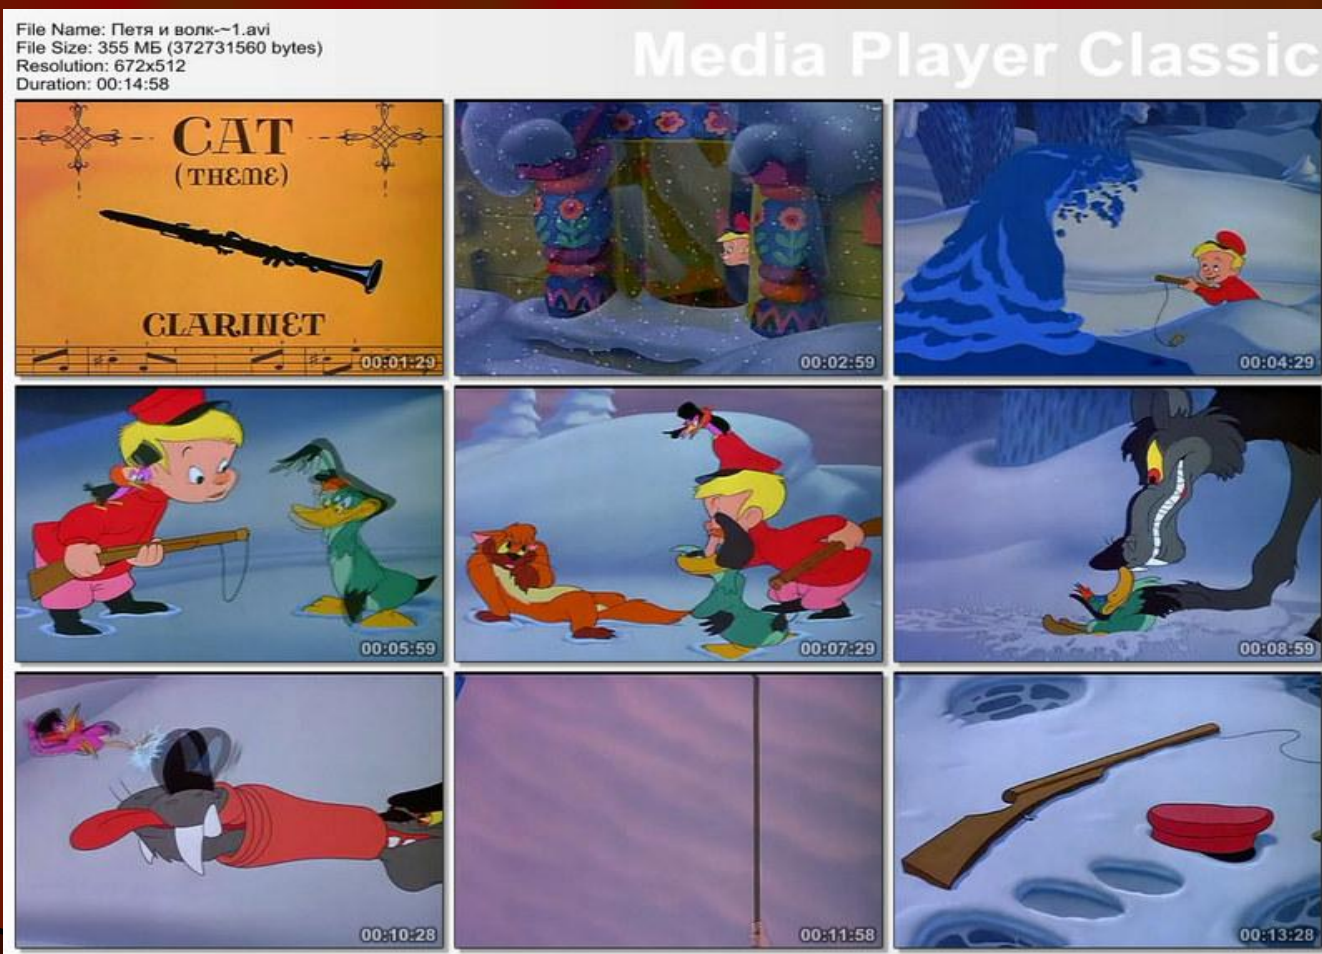 File Name: Петя и волк-~1.avi
File Size: 355 МБ (372731560 bytes)
Resolution: 672x512
Duration: 00:14:58
Media Player Classic
CAT
(THEME)
CLARINET
00:01:29
00:02:59
00:04:29
00:05:59
00:07:29
00:08:59
00:10:28
00:11:58
00:13:28